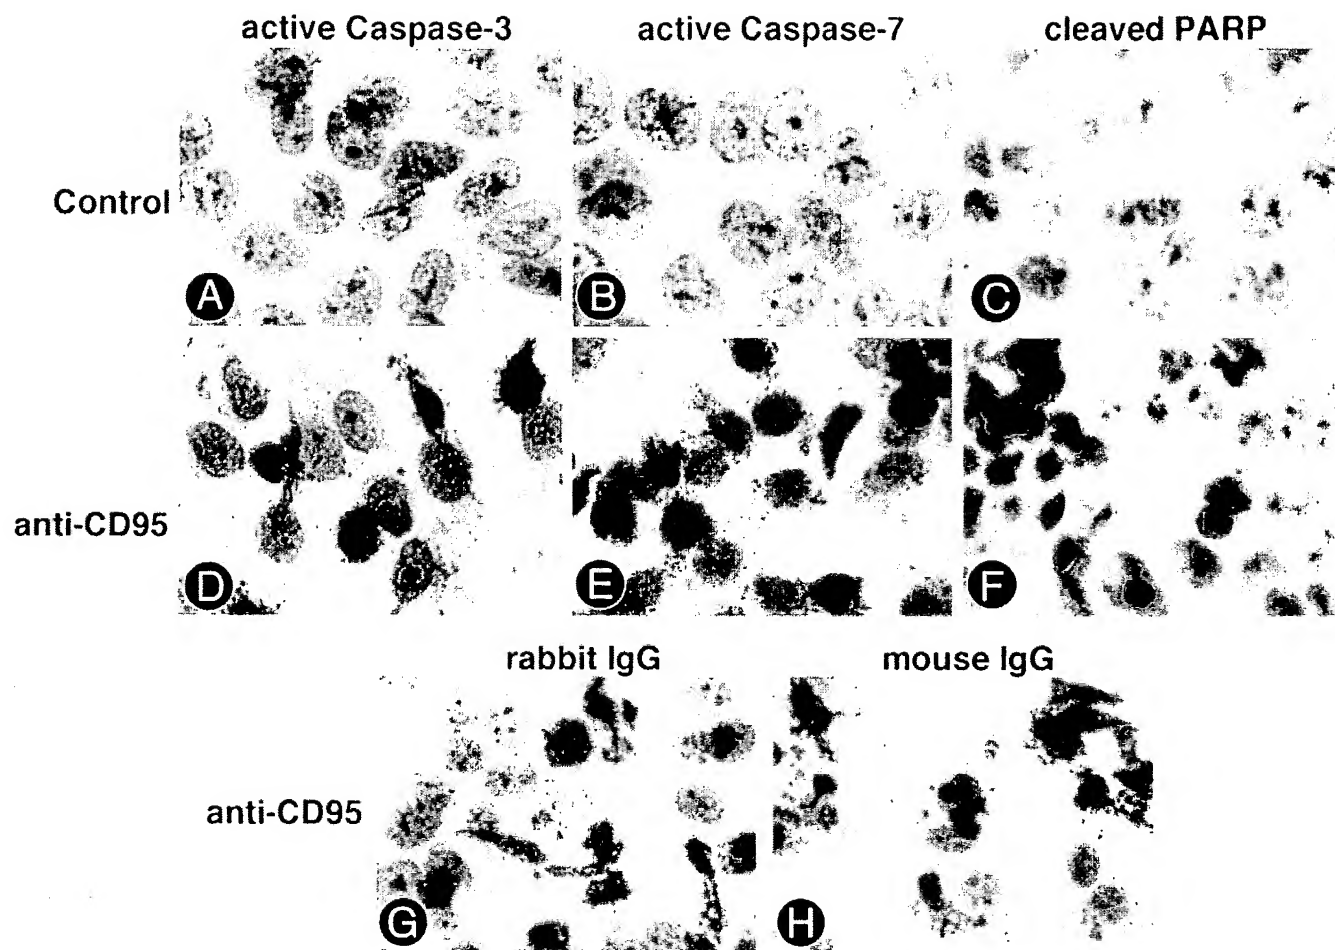 active Caspase-3 active Caspase-7 cleaved PARP
Control
A B C
anti-CD95
D E F
rabbit IgG mouse IgG
anti-CD95
G H